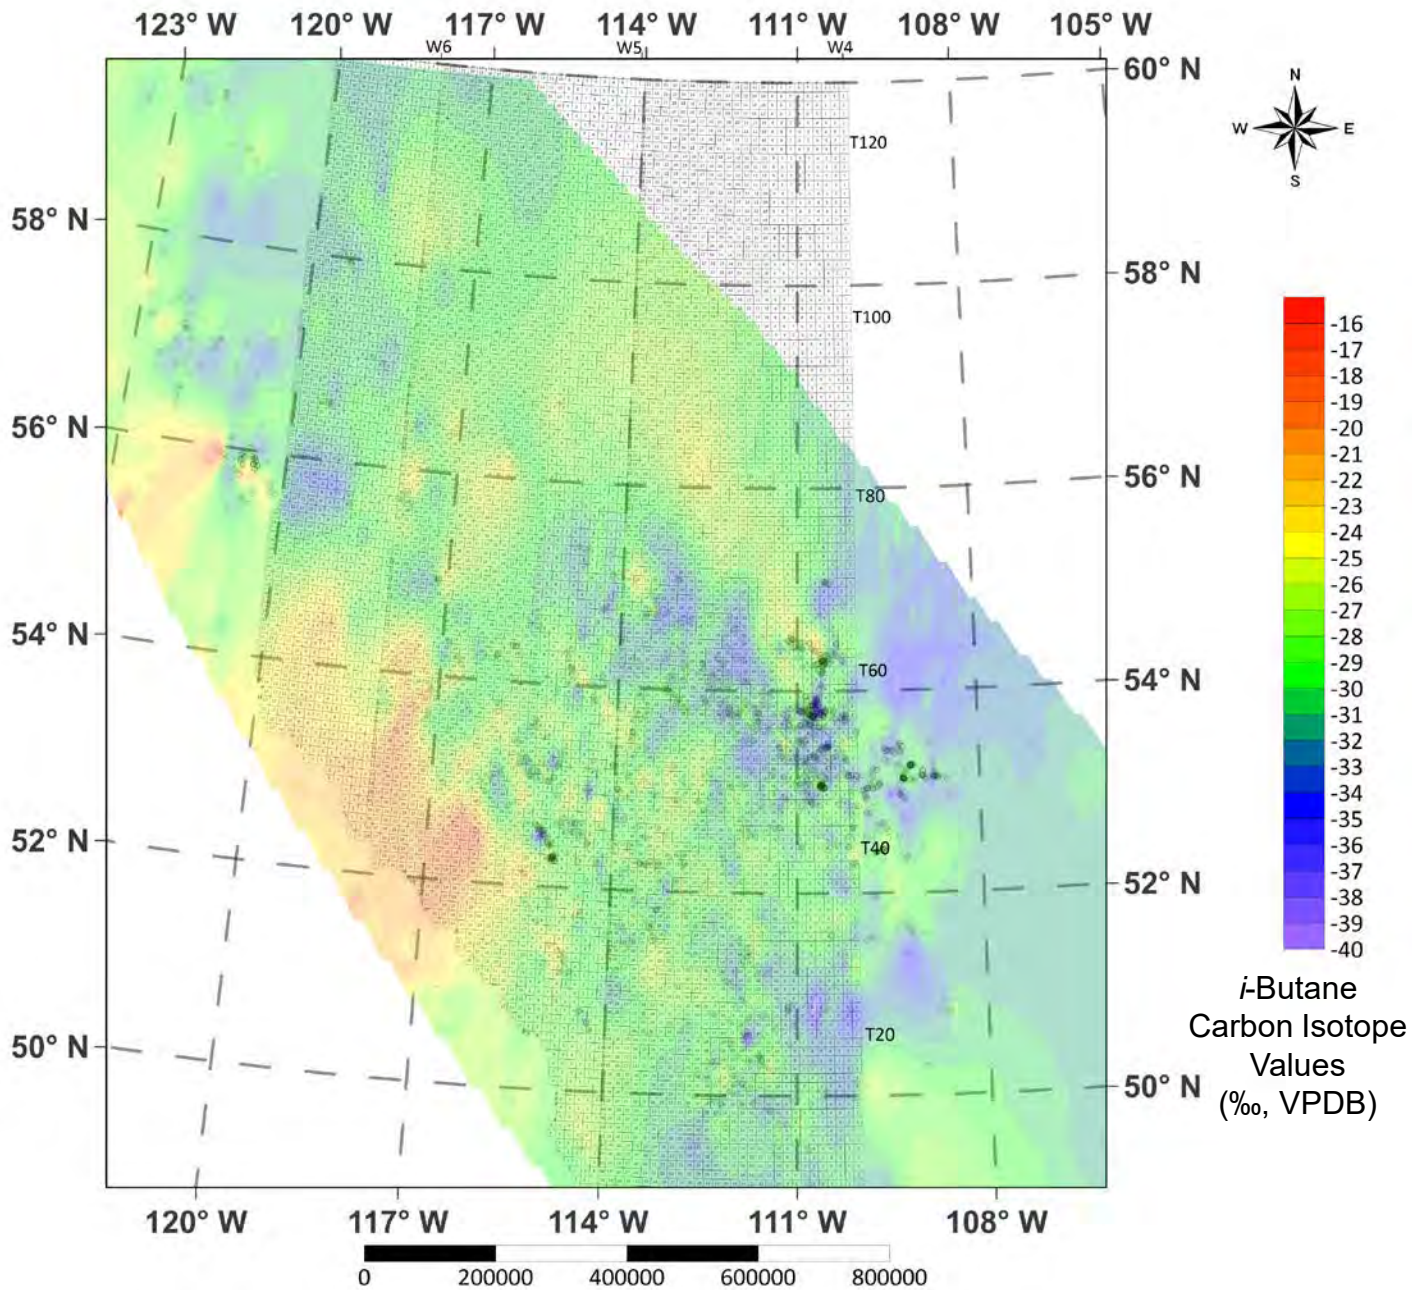 123° W 120° W 117° W 114° W 111° W 108° W 105° W
W6 W5 W4
60° N
N
W E
S
T120
58° N
58° N
T100
-16
-17
-18
-19
-20
-21
-22
-23
-24
-25
-26
-27
-28
-29
-30
-31
-32
-33
-34
-35
-36
-37
-38
-39
-40
56° N
56° N
T80
54° N
54° N
T60
52° N
52° N
T40
i-Butane
Carbon Isotope
Values
(‰, VPDB)
50° N
50° N
T20
120° W 117° W 114° W 111° W 108° W
0 200000 400000 600000 800000